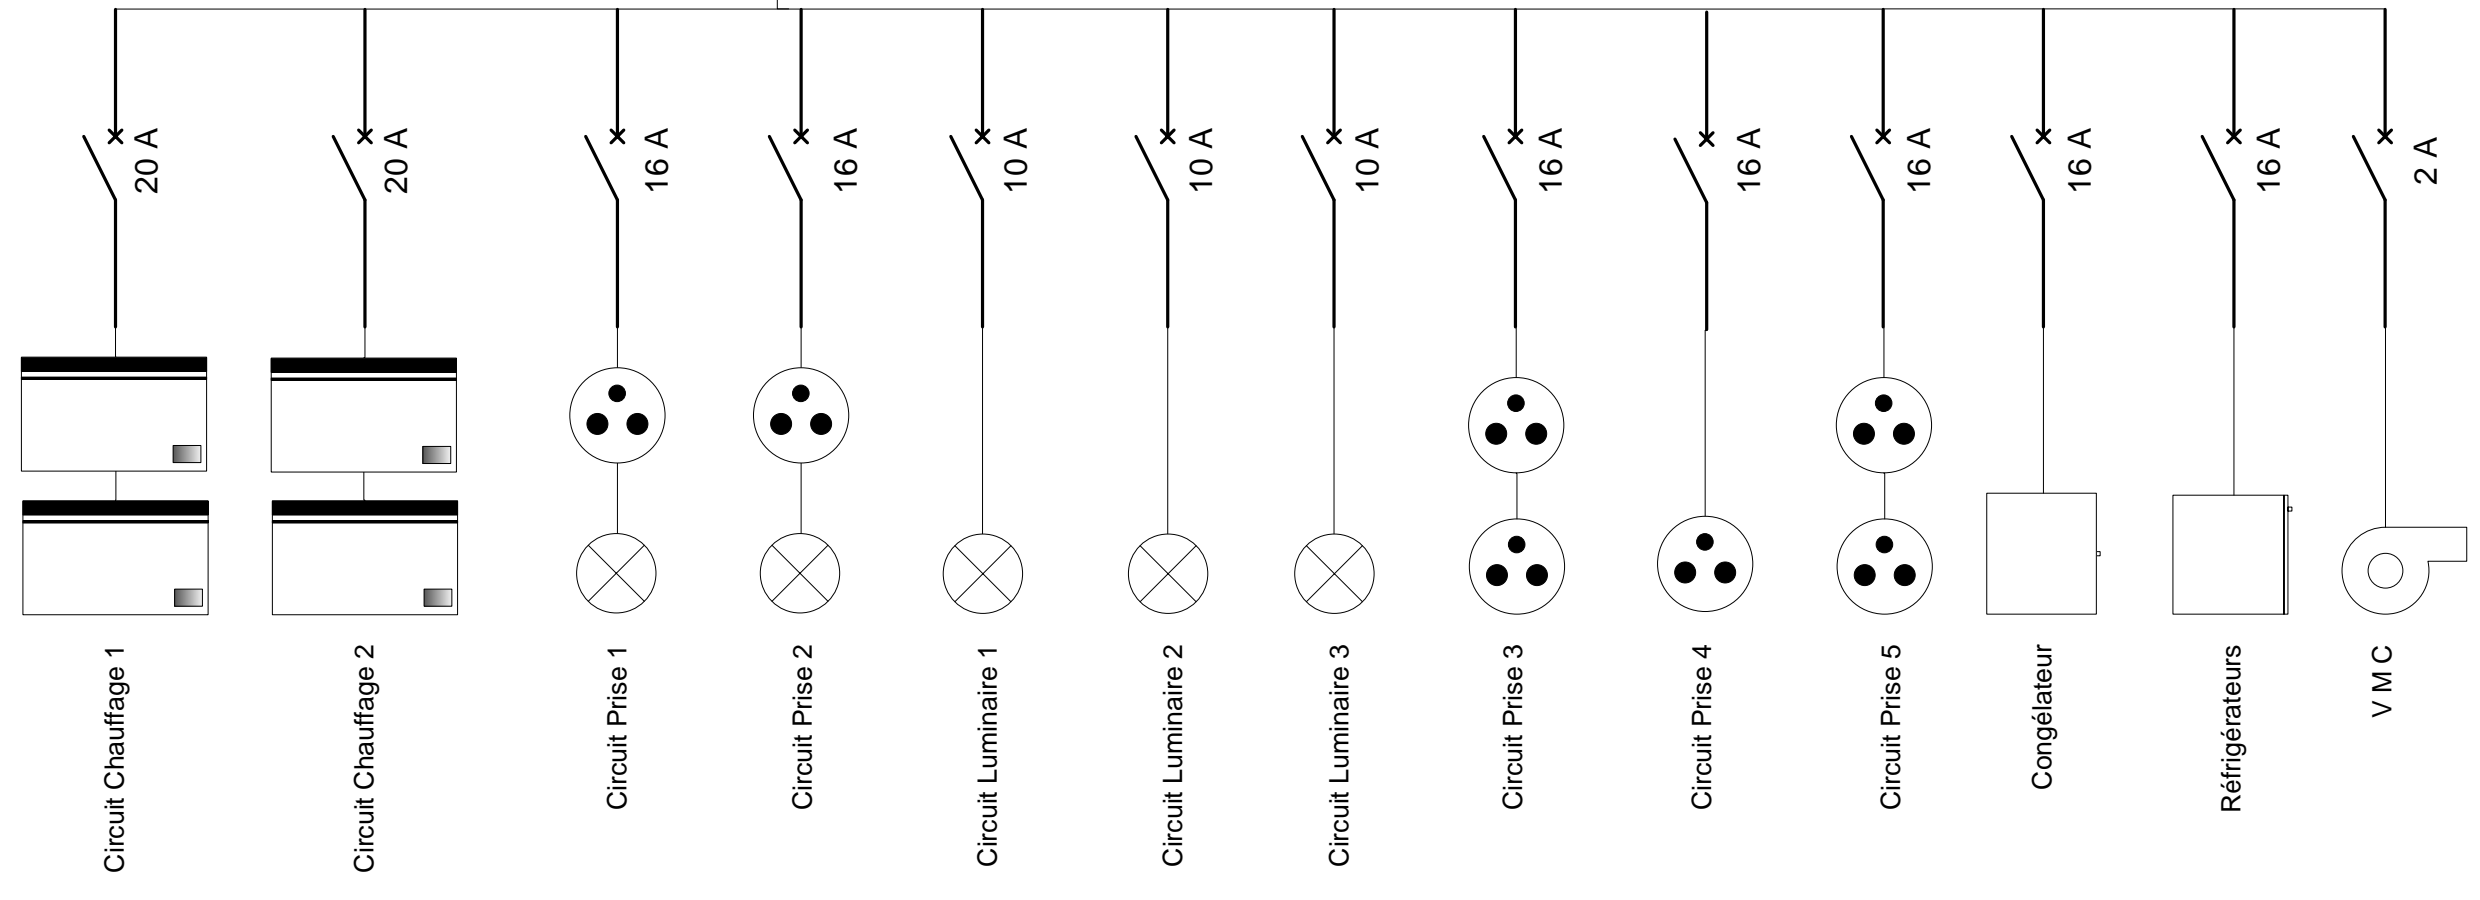 20 A
20 A
16 A
16 A
10 A
10 A
10 A
16 A
16 A
16 A
16 A
16 A
2 A
Circuit Chauffage 1
Circuit Chauffage 2
Circuit Prise 1
Circuit Prise 2
Circuit Luminaire 1
Circuit Luminaire 2
Circuit Luminaire 3
Circuit Prise 3
Circuit Prise 4
Circuit Prise 5
Congélateur
Réfrigérateurs
V M C